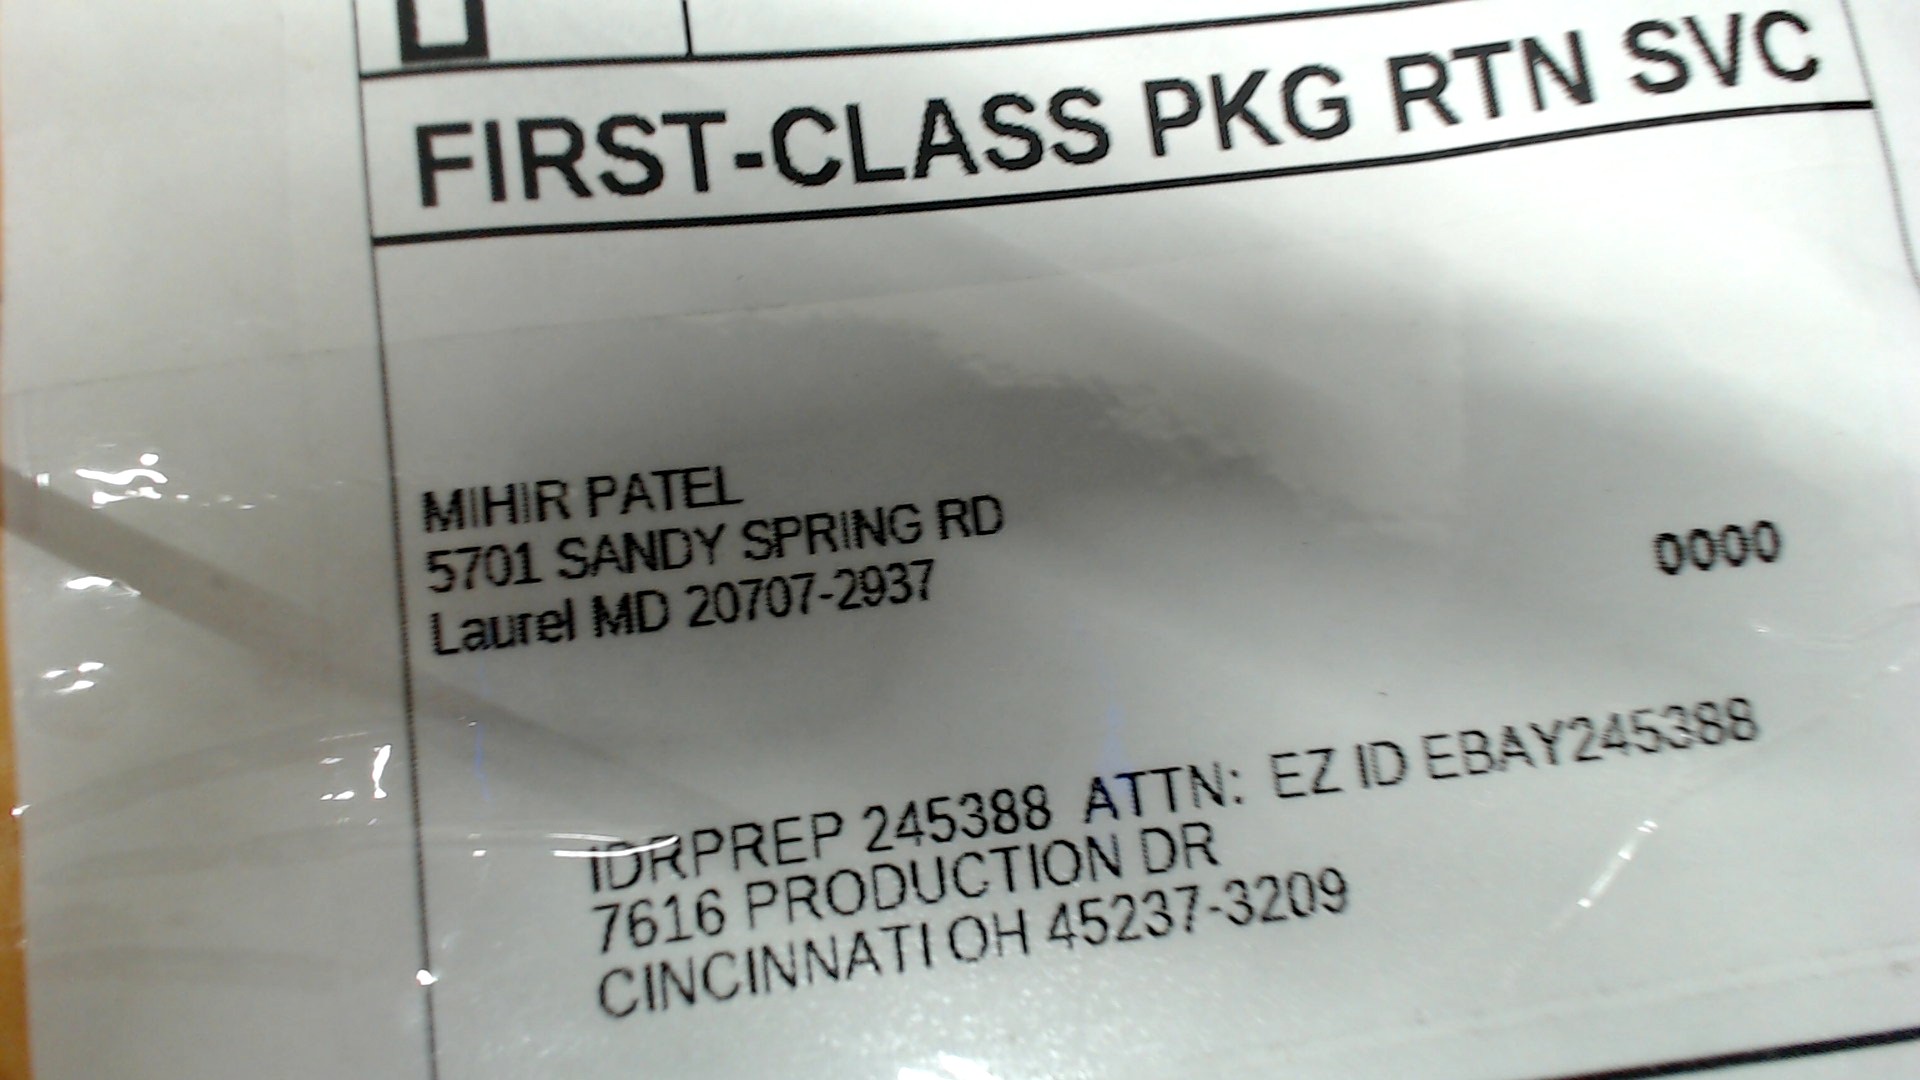 FIRST-CLASS PKG RTN SVC
MIHIR PATEL
5701 SANDY SPRING RD
Laurel MD 20707-2937
0000
IDRPREP 245388 ATTN: EZ ID EBAY245388
7616 PRODUCTION DR
CINCINNATI OH 45237-3209